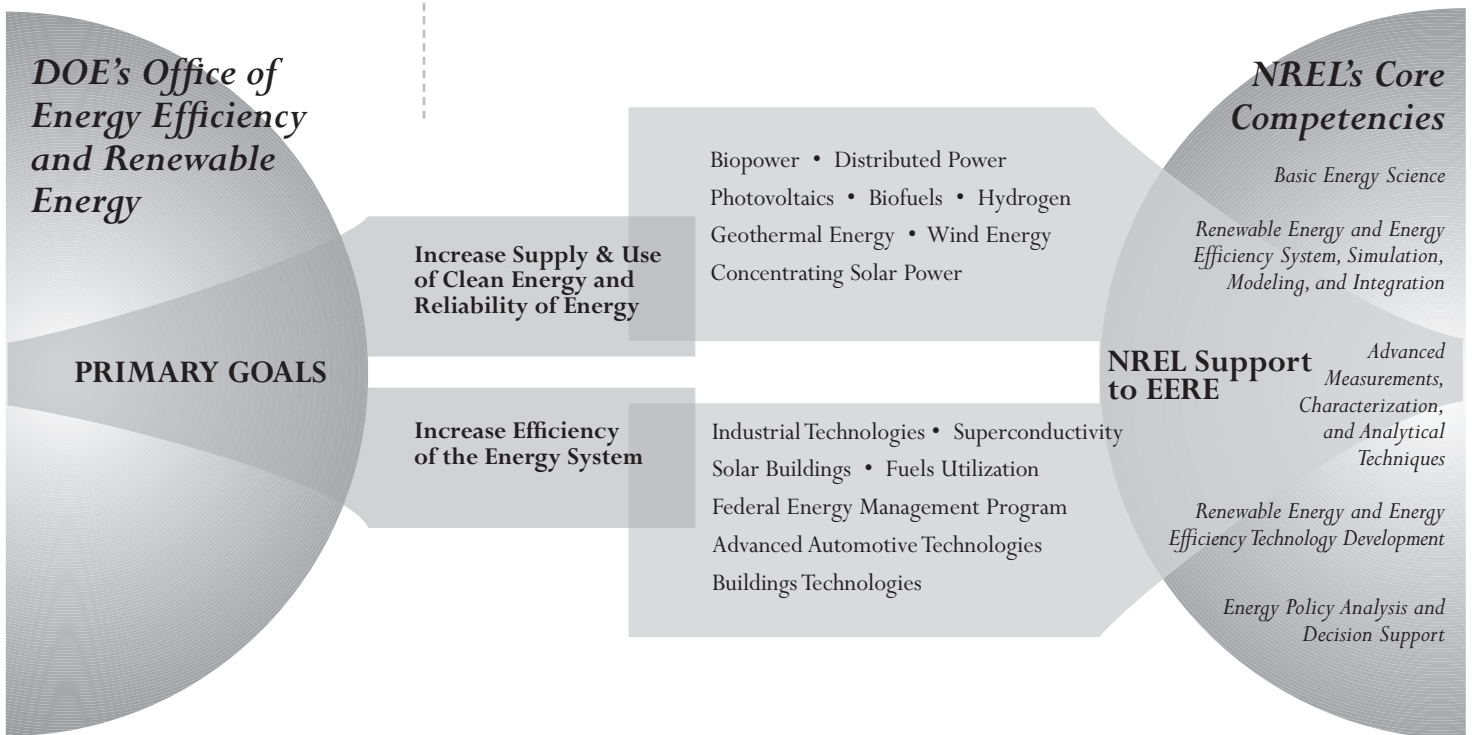 DOE's Office of
Energy Efficiency
and Renewable
Energy
PRIMARY GOALS
Increase Supply & Use
of Clean Energy and
Reliability of Energy
Increase Efficiency
of the Energy System
Biopower • Distributed Power
Photovoltaics • Biofuels • Hydrogen
Geothermal Energy • Wind Energy
Concentrating Solar Power
Industrial Technologies • Superconductivity
Solar Buildings • Fuels Utilization
Federal Energy Management Program
Advanced Automotive Technologies
Buildings Technologies
NREL Support
to EERE
NREL's Core
Competencies
Basic Energy Science
Renewable Energy and Energy
Efficiency System, Simulation,
Modeling, and Integration
Advanced
Measurements,
Characterization,
and Analytical
Techniques
Renewable Energy and Energy
Efficiency Technology Development
Energy Policy Analysis and
Decision Support